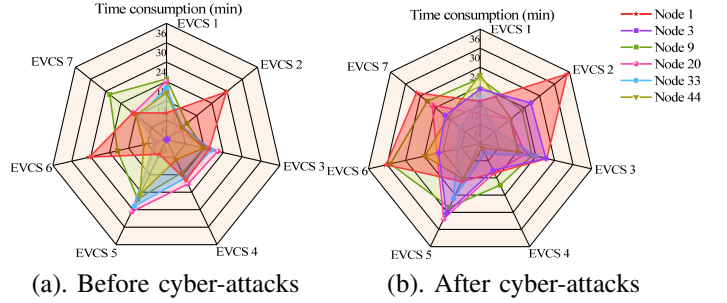 Time consumption (min)
36
30
24
EVCS 1
EVCS 2
EVCS 3
EVCS 4
EVCS 5
EVCS 6
EVCS 7
(a). Before cyber-attacks
Time consumption (min)
36
30
EVCS 1
EVCS 2
EVCS 3
EVCS 4
EVCS 5
EVCS 6
EVCS 7
(b). After cyber-attacks
Node 1
Node 3
Node 9
Node 20
Node 33
Node 44